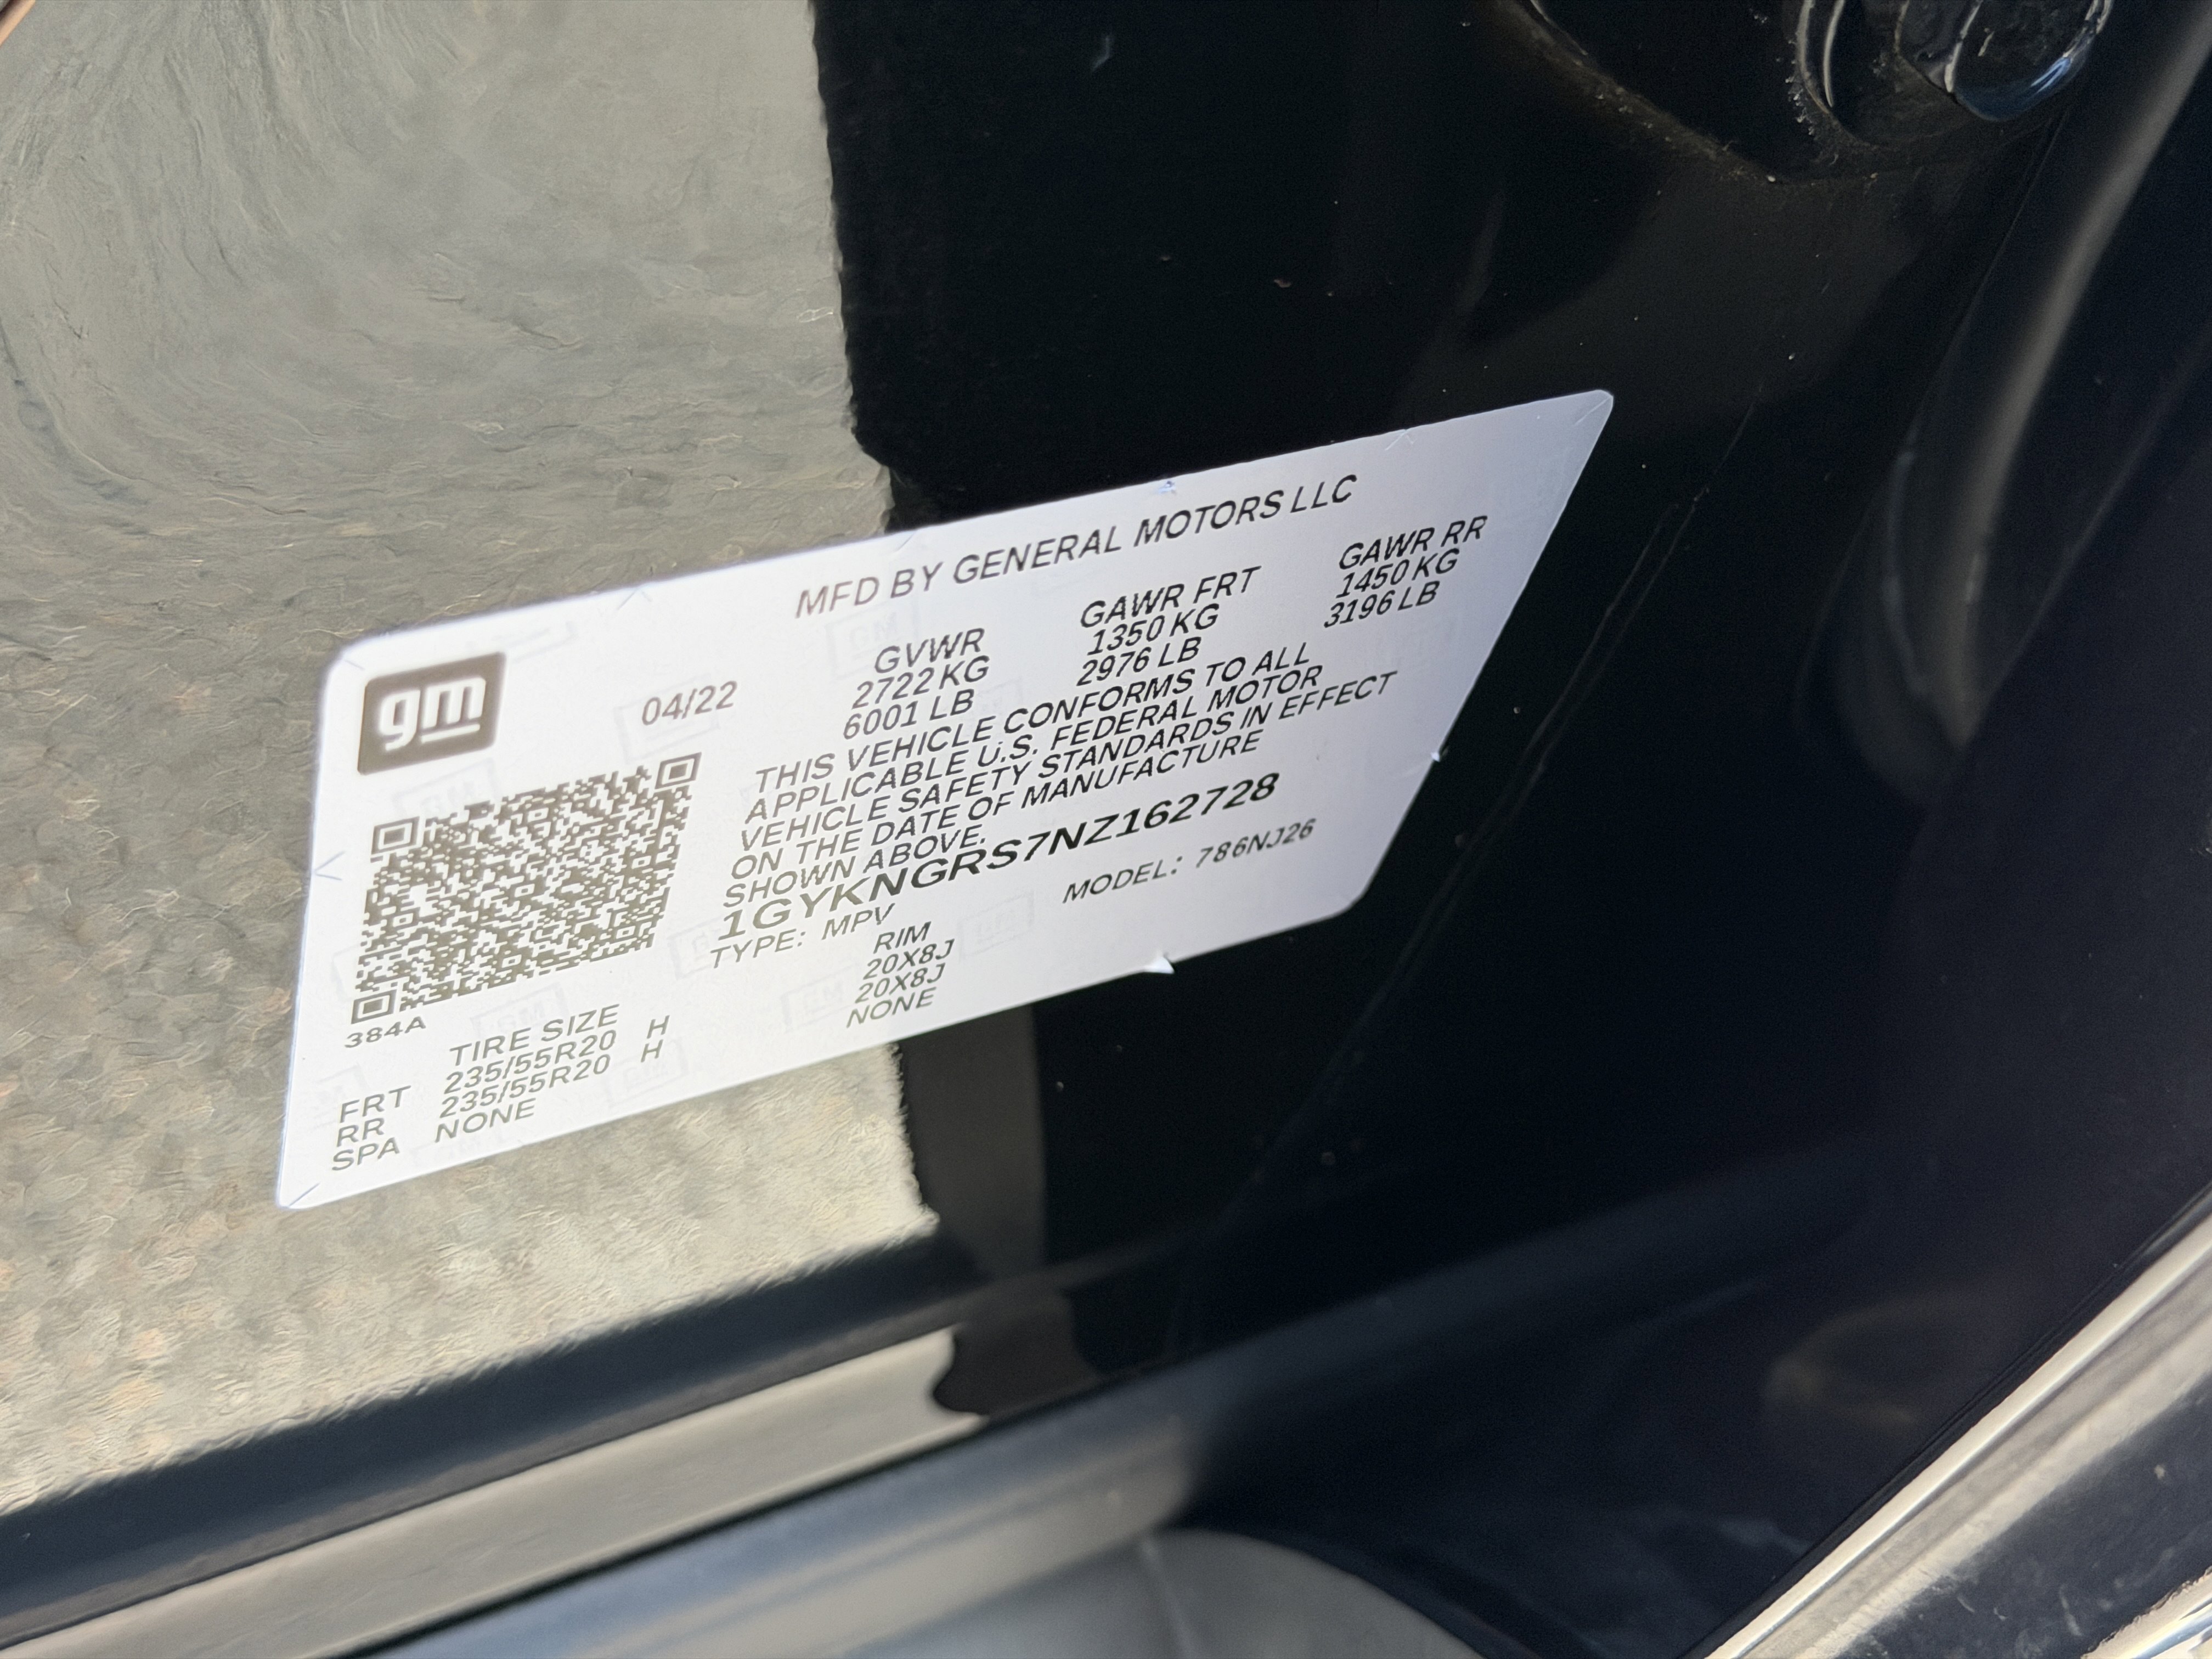 MFD BY GENERAL MOTORS LLC
gm
04/22
GVWR GAWR FRT GAWR RR
2722 KG 1350 KG 1450 KG
6001 LB 2976 LB 3196 LB
THIS VEHICLE CONFORMS TO ALL
APPLICABLE U.S. FEDERAL MOTOR
VEHICLE SAFETY STANDARDS IN EFFECT
ON THE DATE OF MANUFACTURE
SHOWN ABOVE.
1GYKNGRS7NZ162728
TYPE: MPV MODEL: 786NJ26
384A
TIRE SIZE RIM
FRT 235/55R20 H 20X8J
RR 235/55R20 H 20X8J
SPA NONE NONE